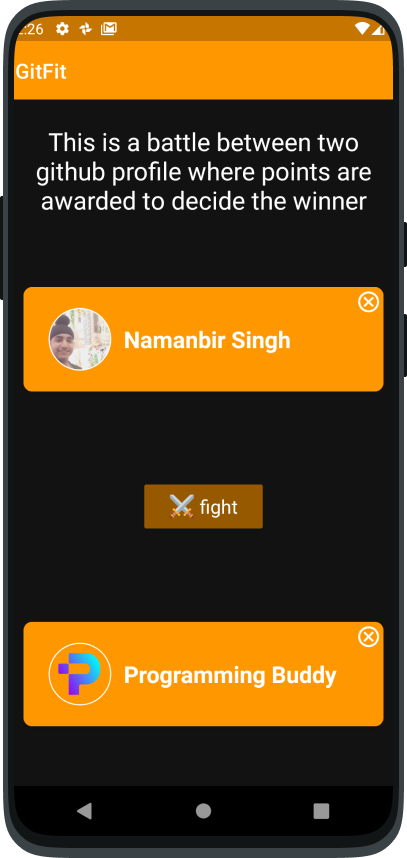 :26
GitFit
This is a battle between two
github profile where points are
awarded to decide the winner
Namanbir Singh
fight
Programming Buddy